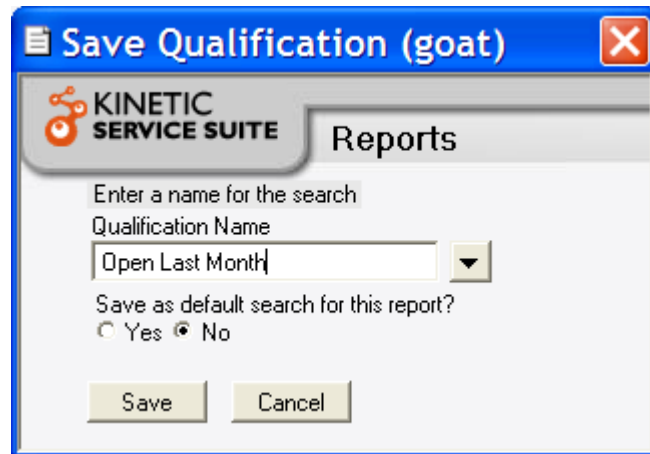 Save Qualification (goat)
KINETIC
SERVICE SUITE
Reports
Enter a name for the search
Qualification Name
Open Last Month
Save as default search for this report?
Yes No
Save Cancel